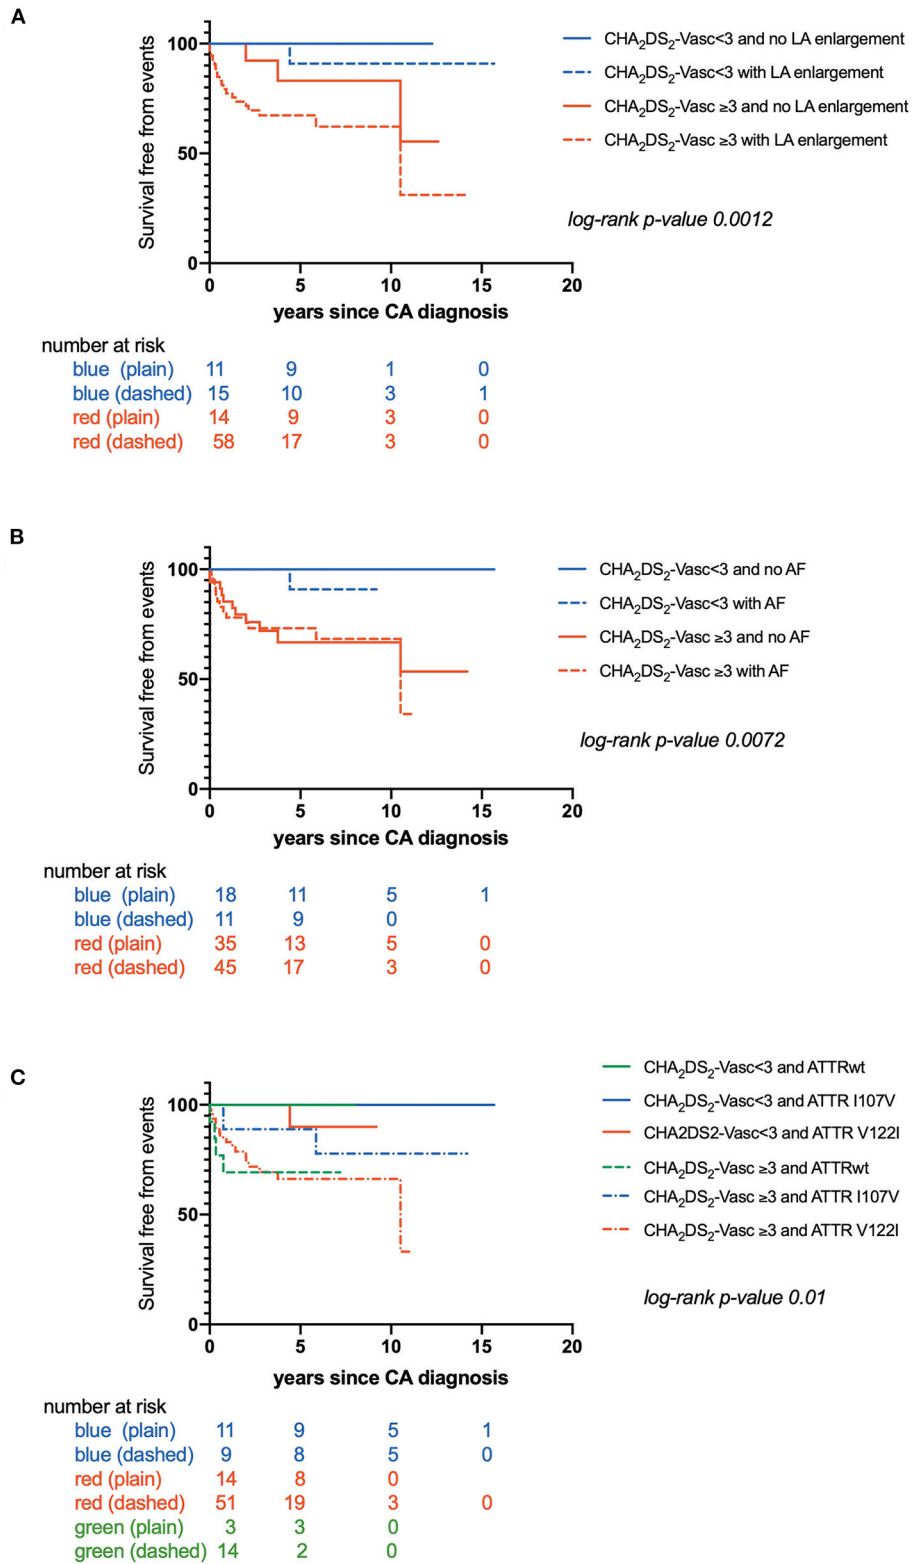 A
Survival free from events
100
50
0
0 5 10 15 20
years since CA diagnosis
CHA2DS2-Vasc<3 and no LA enlargement
CHA2DS2-Vasc<3 with LA enlargement
CHA2DS2-Vasc ≥3 and no LA enlargement
CHA2DS2-Vasc ≥3 with LA enlargement
log-rank p-value 0.0012
number at risk
blue (plain) 11 9 1 0
blue (dashed) 15 10 3 1
red (plain) 14 9 3 0
red (dashed) 58 17 3 0
B
Survival free from events
100
50
0
0 5 10 15 20
years since CA diagnosis
CHA2DS2-Vasc<3 and no AF
CHA2DS2-Vasc<3 with AF
CHA2DS2-Vasc ≥3 and no AF
CHA2DS2-Vasc ≥3 with AF
log-rank p-value 0.0072
number at risk
blue (plain) 18 11 5 1
blue (dashed) 11 9 0
red (plain) 35 13 5 0
red (dashed) 45 17 3 0
C
Survival free from events
100
50
0
0 5 10 15 20
years since CA diagnosis
CHA2DS2-Vasc<3 and ATTRwt
CHA2DS2-Vasc<3 and ATTR I107V
CHA2DS2-Vasc<3 and ATTR V122I
CHA2DS2-Vasc ≥3 and ATTRwt
CHA2DS2-Vasc ≥3 and ATTR I107V
CHA2DS2-Vasc ≥3 and ATTR V122I
log-rank p-value 0.01
number at risk
blue (plain) 11 9 5 1
blue (dashed) 9 8 5 0
red (plain) 14 8 0
red (dashed) 51 19 3 0
green (plain) 3 3 0
green (dashed) 14 2 0